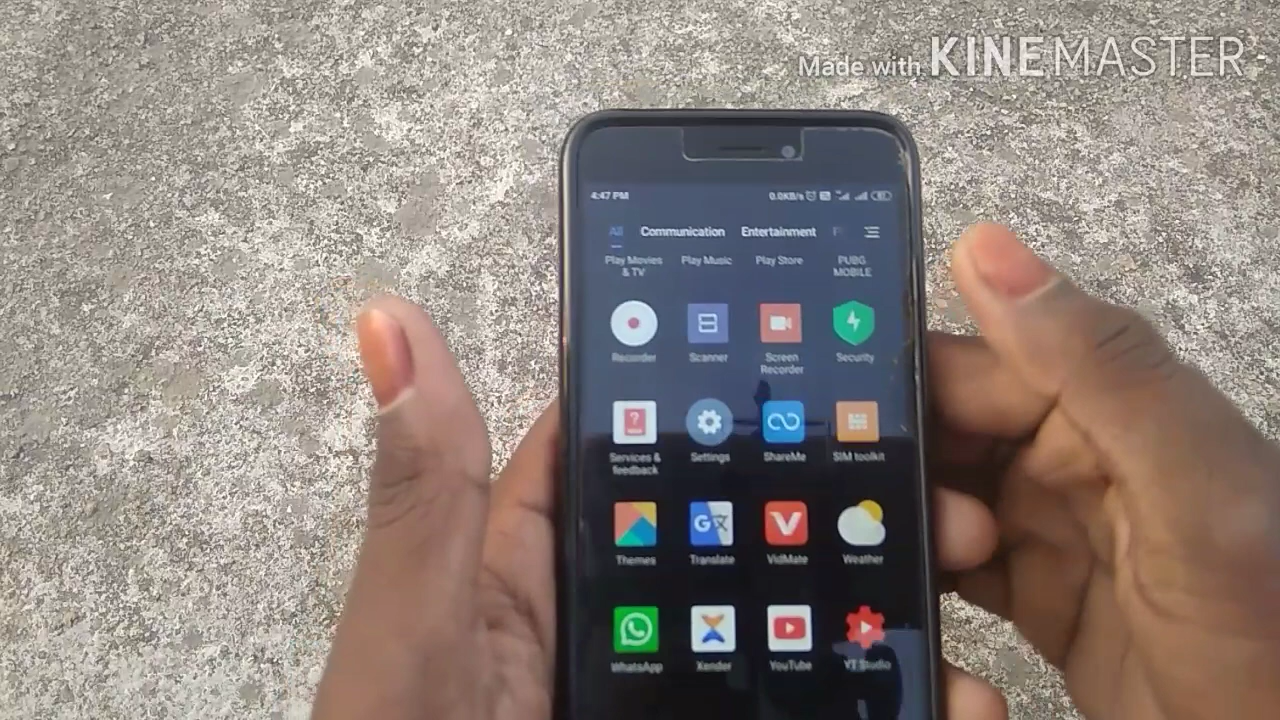 Made with KINEMASTER
4:47 PM 0.0KB/s
All Communication Entertainment
Play Movies & TV Play Music Play Store PUBG MOBILE
Recorder Scanner Screen Recorder Security
Services & feedback Settings ShareMe SIM toolkit
Themes Translate VidMate Weather
WhatsApp Xender YouTube YT Studio